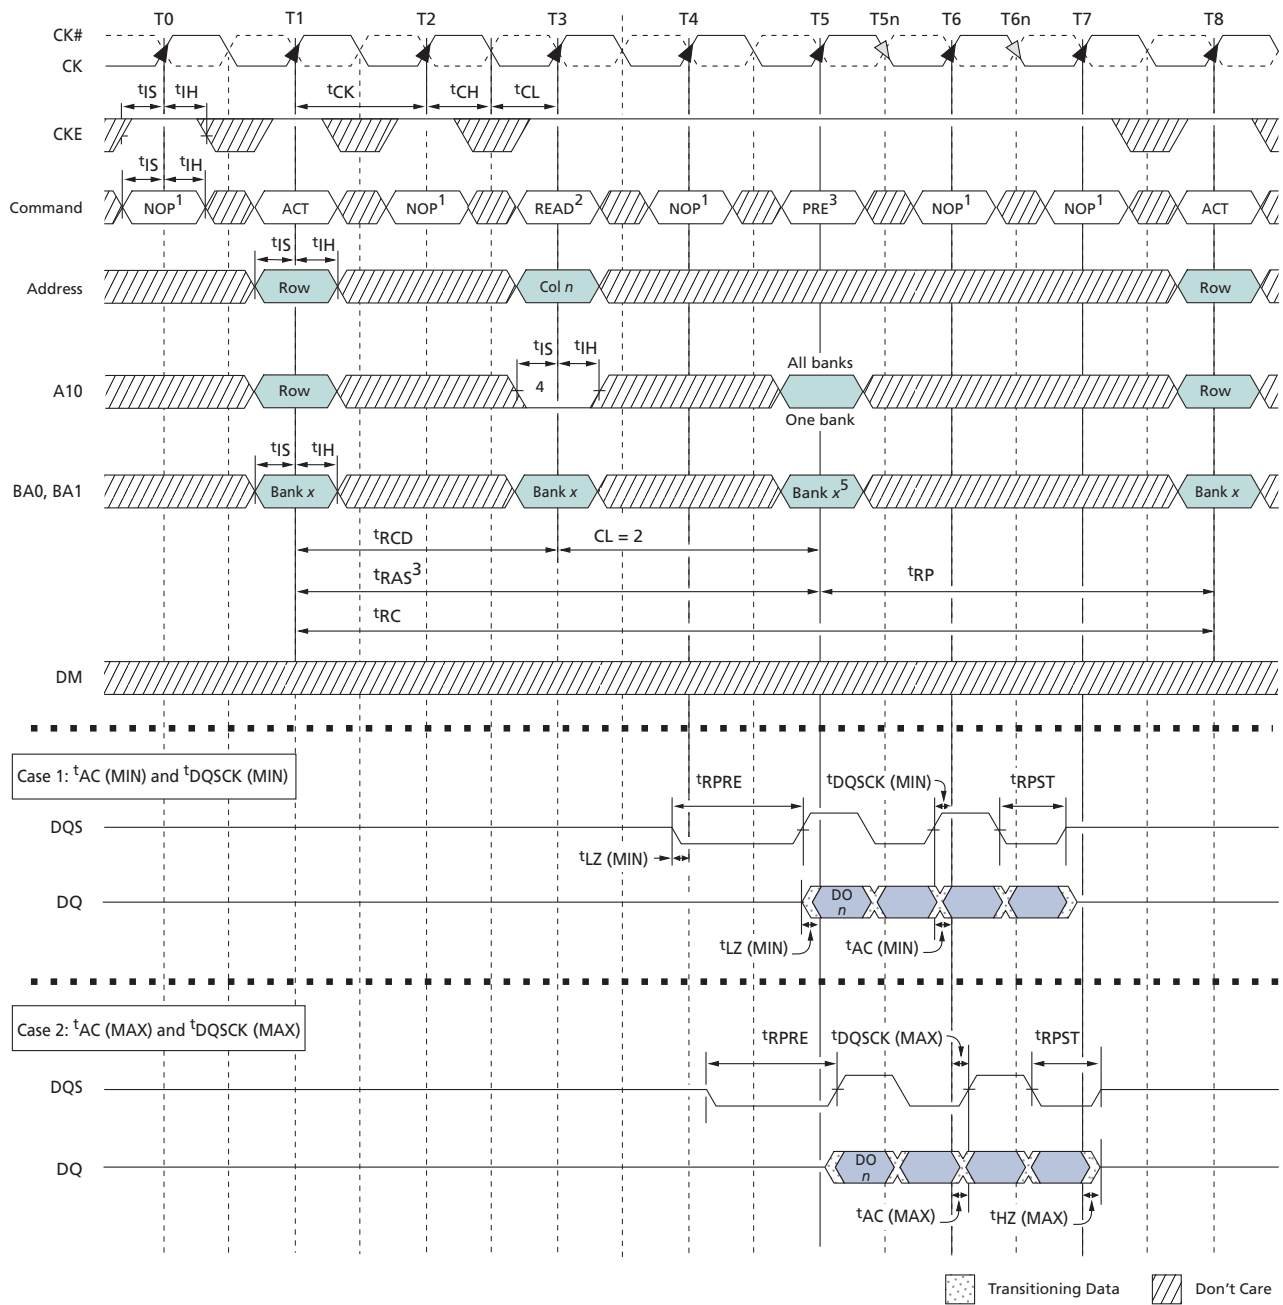 T0 T1 T2 T3 T4 T5 T5n T6 T6n T7 T8
CK#
CK
tIS tIH tCK tCH tCL
CKE
tIS tIH
Command NOP1 ACT NOP1 READ2 NOP1 PRE3 NOP1 NOP1 ACT
tIS tIH
Address Row Col n Row
tIS tIH All banks
A10 Row 4 Row
One bank
tIS tIH
BA0, BA1 Bank x Bank x Bank x5 Bank x
tRCD CL = 2
tRAS3 tRP
tRC
DM
Case 1: tAC (MIN) and tDQSCK (MIN)
tRPRE tDQSCK (MIN) tRPST
DQS
tLZ (MIN)
DQ DO
n
tLZ (MIN) tAC (MIN)
Case 2: tAC (MAX) and tDQSCK (MAX)
tRPRE tDQSCK (MAX) tRPST
DQS
DQ DO
n
tAC (MAX) tHZ (MAX)
Transitioning Data Don't Care